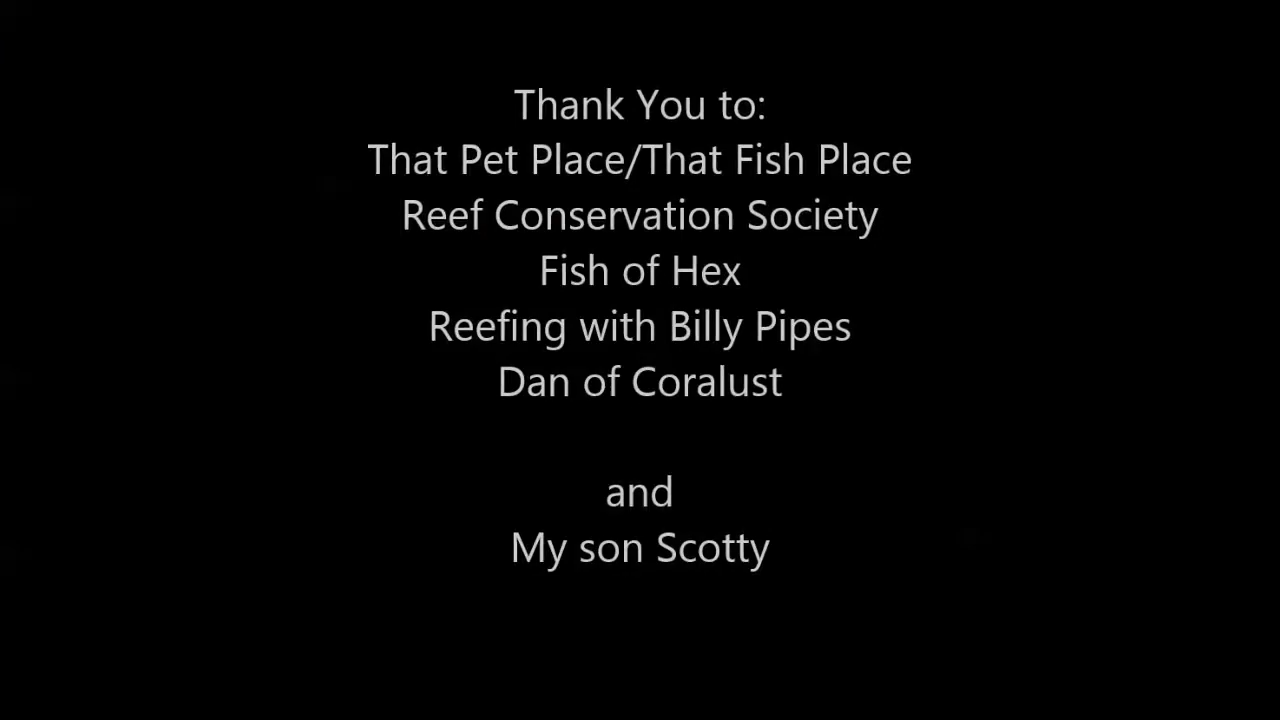 Thank You to:
That Pet Place/That Fish Place
Reef Conservation Society
Fish of Hex
Reefing with Billy Pipes
Dan of Coralust
and
My son Scotty